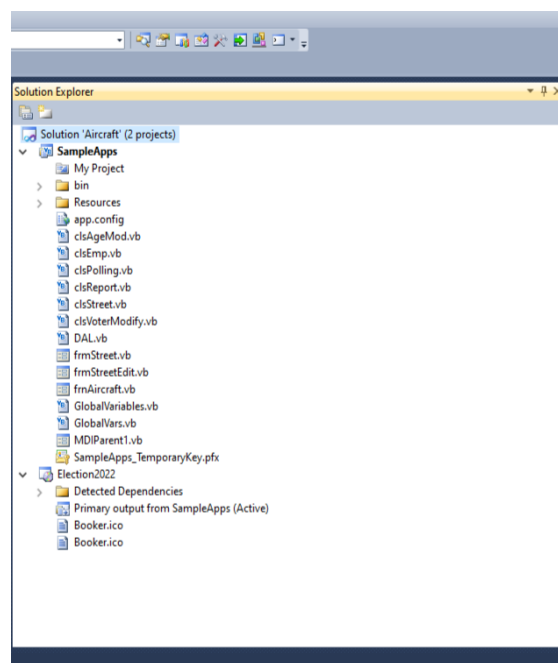 Solution Explorer
Solution 'Aircraft' (2 projects)
SampleApps
My Project
bin
Resources
app.config
clsAgeMod.vb
clsEmp.vb
clsPolling.vb
clsReport.vb
clsStreet.vb
clsVoterModify.vb
DAL.vb
frmStreet.vb
frmStreetEdit.vb
frnAircraft.vb
GlobalVariables.vb
GlobalVars.vb
MDIParent1.vb
SampleApps_TemporaryKey.pfx
Election2022
Detected Dependencies
Primary output from SampleApps (Active)
Booker.ico
Booker.ico